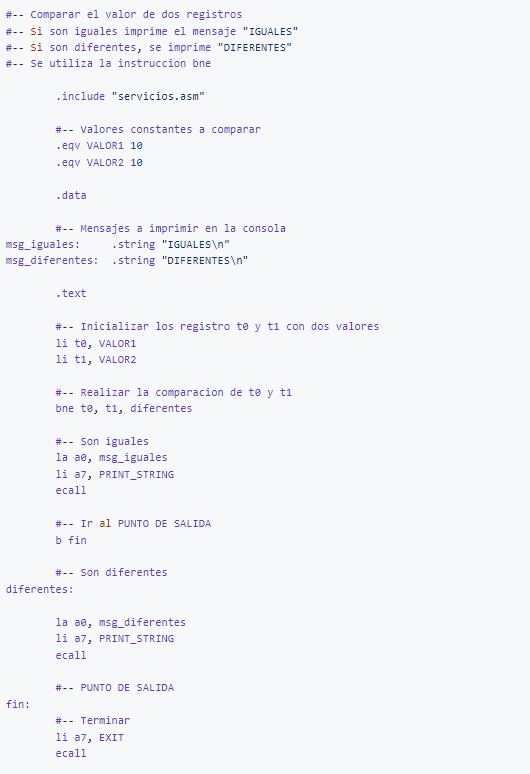 #-- Comparar el valor de dos registros
#-- Si son iguales imprime el mensaje "IGUALES"
#-- Si son diferentes, se imprime "DIFERENTES"
#-- Se utiliza la instruccion bne
.include "servicios.asm"
#-- Valores constantes a comparar
.eqv VALOR1 10
.eqv VALOR2 10
.data
#-- Mensajes a imprimir en la consola
msg_iguales:     .string "IGUALES\n"
msg_diferentes:  .string "DIFERENTES\n"
.text
#-- Inicializar los registro t0 y t1 con dos valores
li t0, VALOR1
li t1, VALOR2
#-- Realizar la comparacion de t0 y t1
bne t0, t1, diferentes
#-- Son iguales
la a0, msg_iguales
li a7, PRINT_STRING
ecall
#-- Ir al PUNTO DE SALIDA
b fin
#-- Son diferentes
diferentes:
la a0, msg_diferentes
li a7, PRINT_STRING
ecall
#-- PUNTO DE SALIDA
fin:
#-- Terminar
li a7, EXIT
ecall